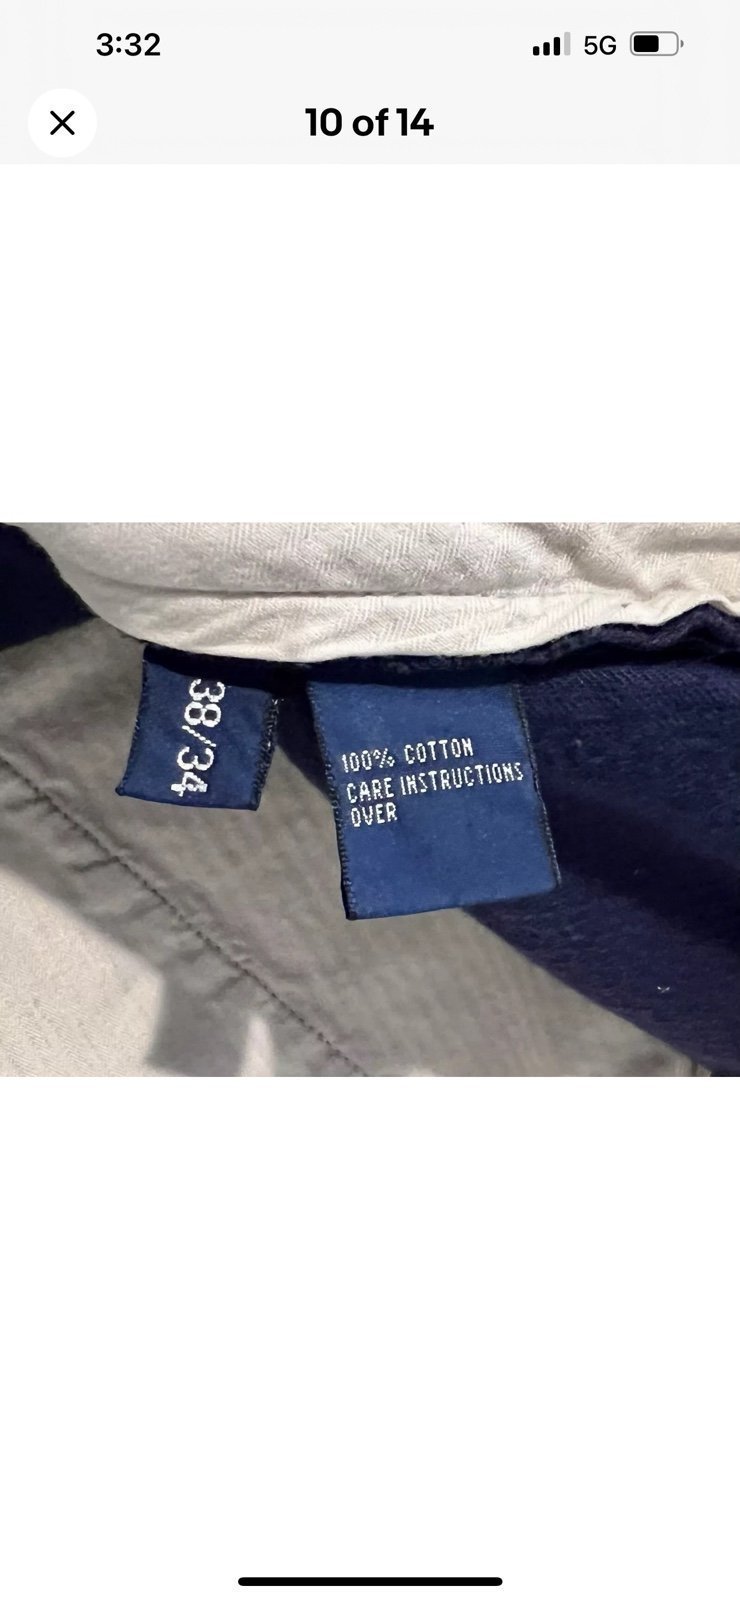 3:32
5G
10 of 14
38/34
100% COTTON
CARE INSTRUCTIONS
OVER